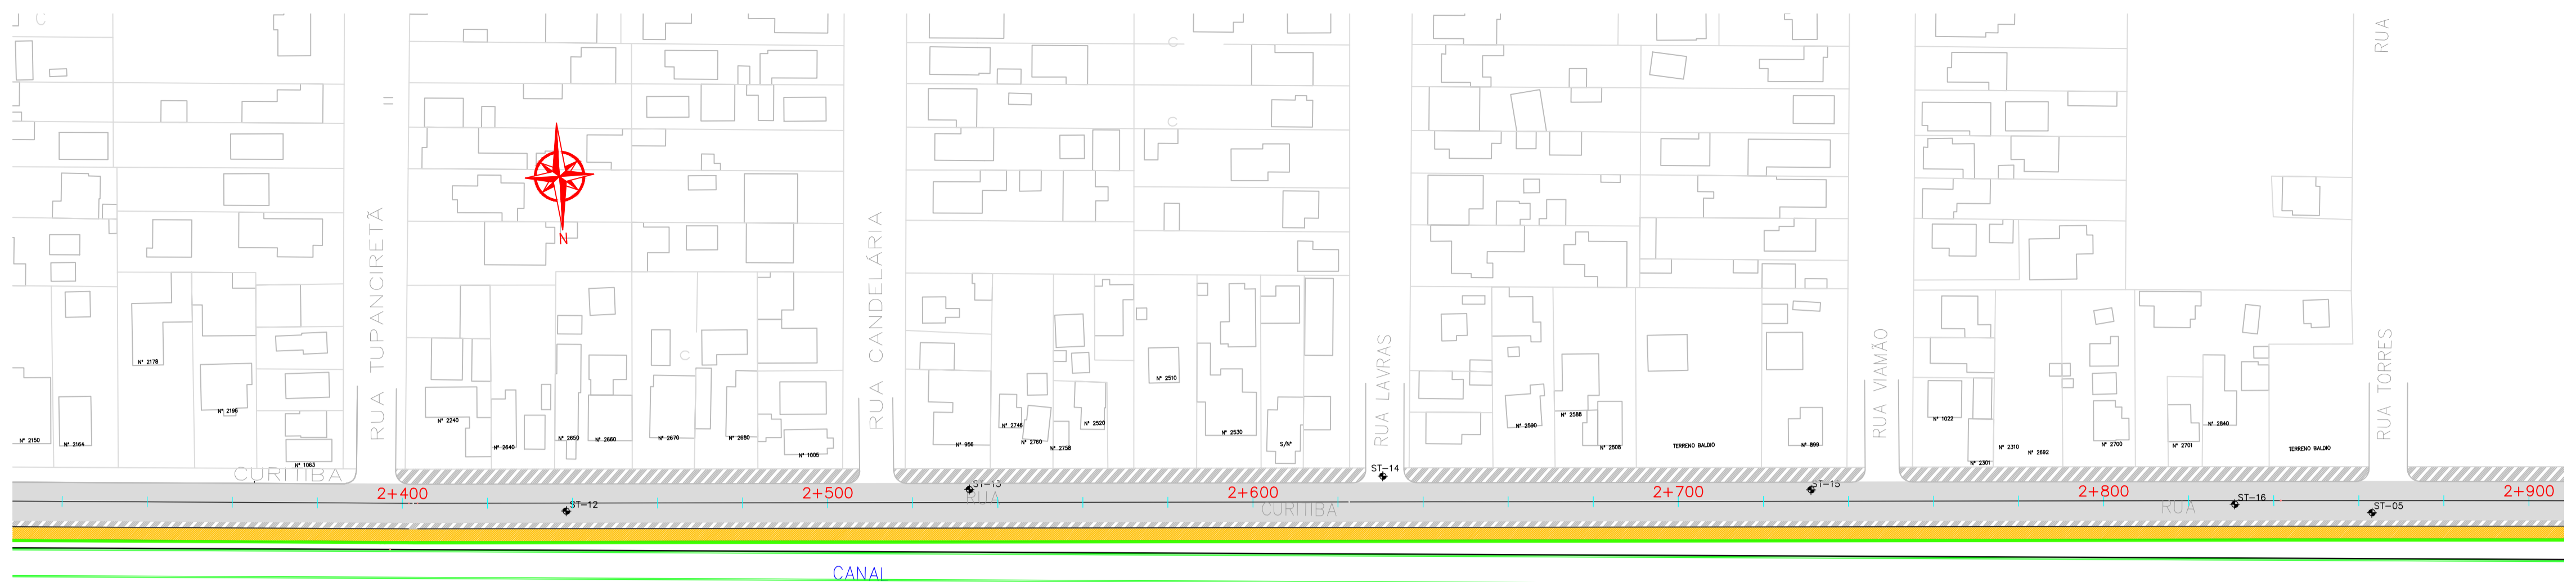 C
RUA
C
II
C
RUA TUPANCIRETÃ
RUA CANDELÁRIA
N
RUA LAVRAS
RUA VIAMÃO
RUA TORRES
C
Nº 2178
Nº 2510
Nº 2196
Nº 2240
Nº 2746
Nº 2520
Nº 2590
Nº 2588
Nº 1022
Nº 2840
Nº 2150
Nº 2164
Nº 2640
Nº 2650
Nº 2660
Nº 2670
Nº 2680
Nº 1005
Nº 956
Nº 2760
Nº 2758
Nº 2530
S/Nº
Nº 2508
TERRENO BALDIO
Nº 899
Nº 2301
Nº 2310
Nº 2692
Nº 2700
Nº 2701
TERRENO BALDIO
Nº 1063
CURITIBA
ST-14
2+400
2+500
ST-13
RUA
2+600
2+700
ST-15
2+800
2+900
ST-12
CURITIBA
RUA
ST-16
ST-05
CANAL